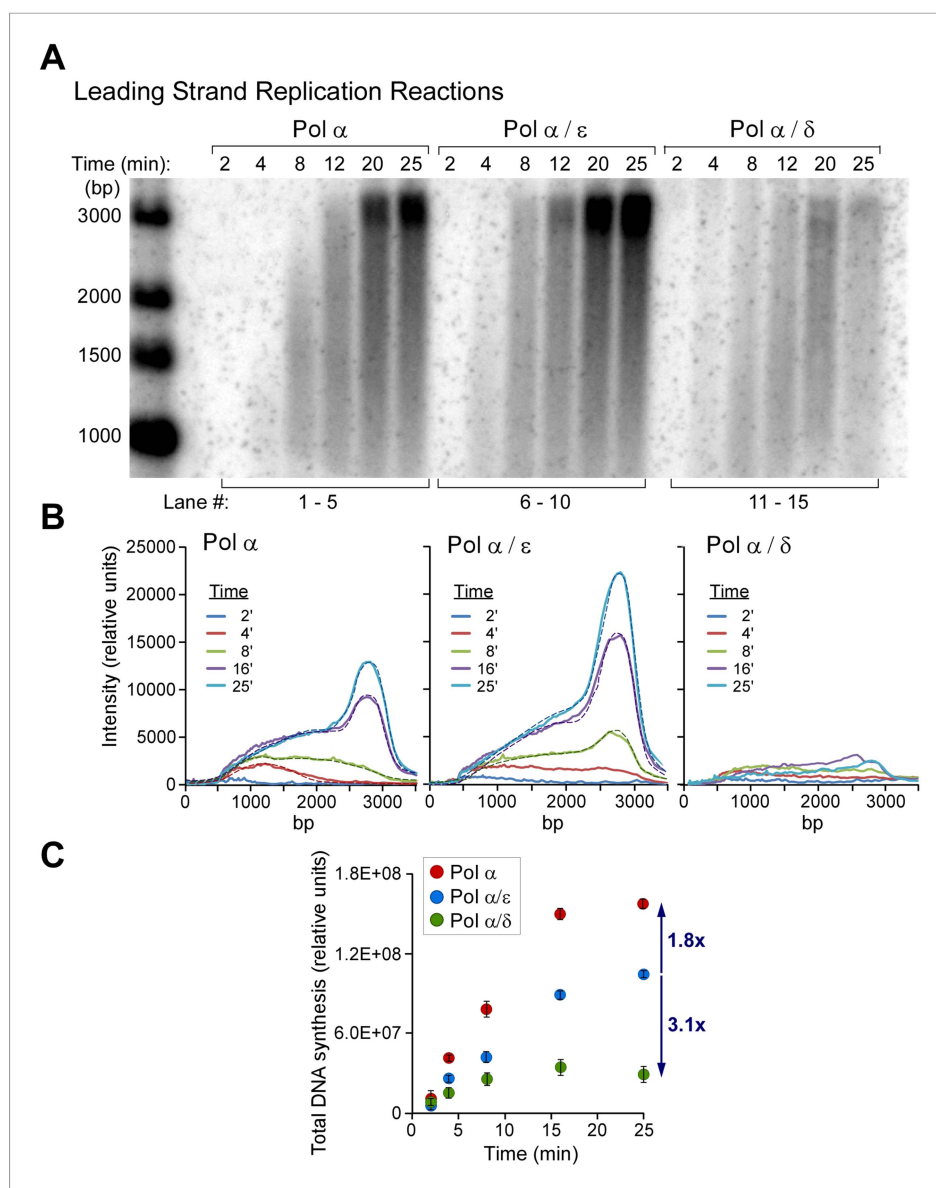 A
Leading Strand Replication Reactions
Pol α Pol α / ε Pol α / δ
Time (min): 2 4 8 12 20 25 2 4 8 12 20 25 2 4 8 12 20 25
(bp)
3000
2000
1500
1000
Lane #: 1 - 5 6 - 10 11 - 15
B
Pol α
Pol α / ε
Pol α / δ
Intensity (relative units)
25000
20000
15000
10000
5000
0
Time
2'
4'
8'
16'
25'
Time
2'
4'
8'
16'
25'
Time
2'
4'
8'
16'
25'
0 1000 2000 3000
bp
0 1000 2000 3000
bp
0 1000 2000 3000
bp
C
Total DNA synthesis (relative units)
1.8E+08
1.2E+08
6.0E+07
0
Pol α
Pol α/ε
Pol α/δ
1.8x
3.1x
0 5 10 15 20 25
Time (min)